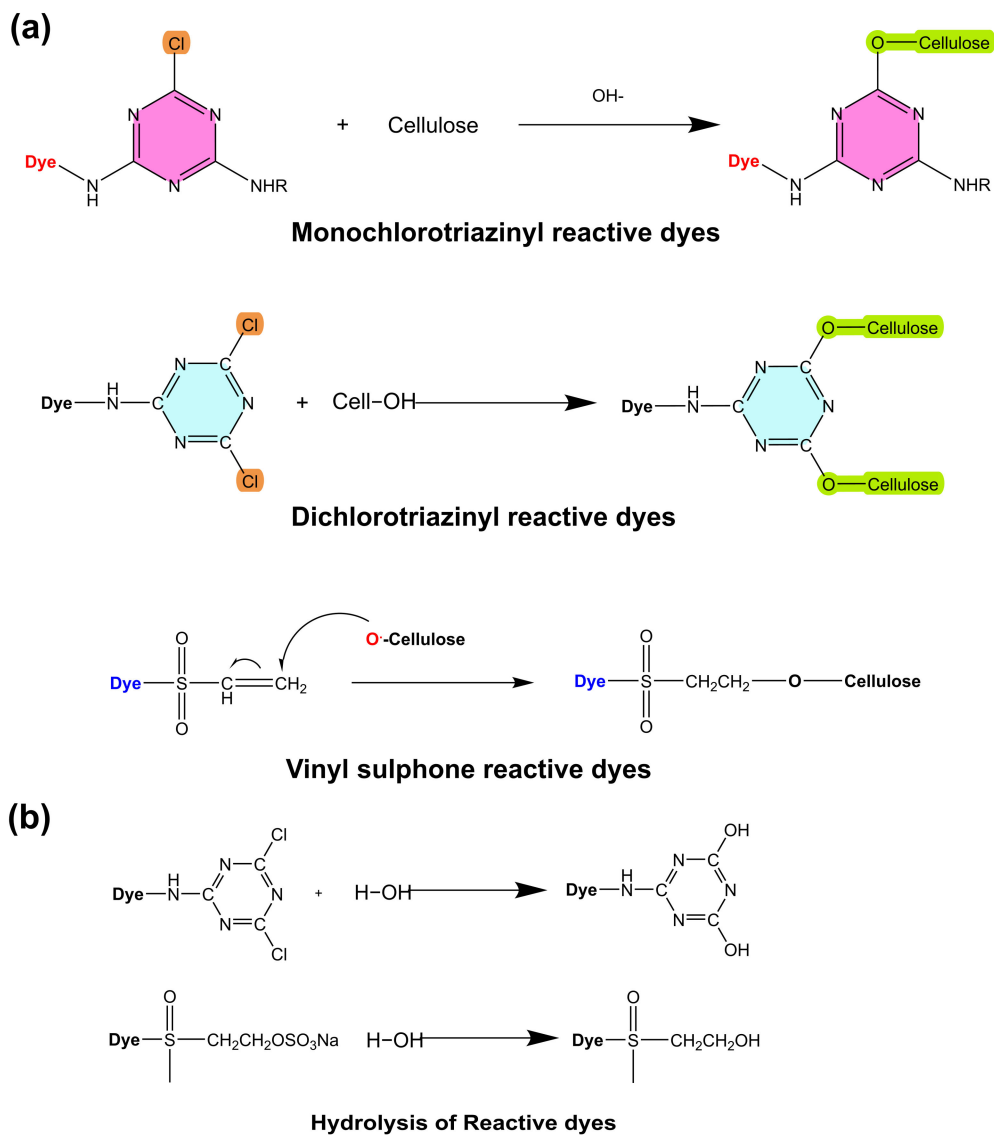 (a)
Cl
O—Cellulose
N N
+ Cellulose
OH-
N N
Dye
N
H
N
NHR
Dye
N
H
N
NHR
Monochlorotriazinyl reactive dyes
Cl
O—Cellulose
N C
N C
Dye—N
H
C N
+ Cell–OH
Dye—N
H
C N
N C
N C
Cl
O—Cellulose
Dichlorotriazinyl reactive dyes
O
O
O·-Cellulose
Dye—S—C
H
CH2
Dye—S—CH2CH2—O—Cellulose
O
O
Vinyl sulphone reactive dyes
(b)
Cl
OH
N C
N C
Dye—N
H
C N
+ H–OH
Dye—N
H
C N
N C
N C
Cl
OH
O
O
Dye—S—CH2CH2OSO3Na
H–OH
Dye—S—CH2CH2OH
Hydrolysis of Reactive dyes